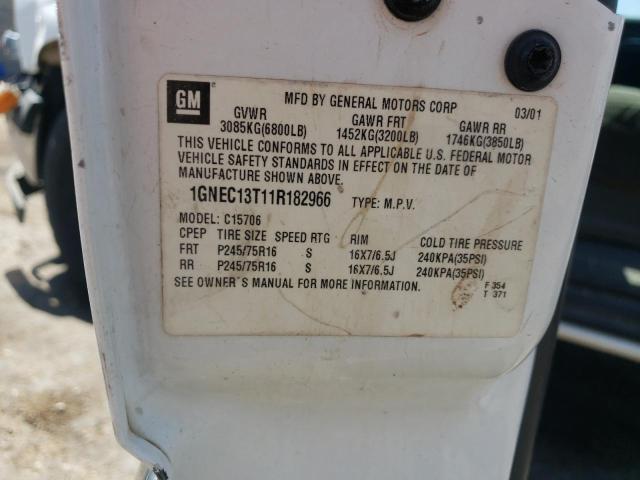 GM
MFD BY GENERAL MOTORS CORP 03/01
GVWR GAWR FRT GAWR RR
3085KG(6800LB) 1452KG(3200LB) 1746KG(3850LB)
THIS VEHICLE CONFORMS TO ALL APPLICABLE U.S. FEDERAL MOTOR
VEHICLE SAFETY STANDARDS IN EFFECT ON THE DATE OF
MANUFACTURE SHOWN ABOVE.
1GNEC13T11R182966 TYPE: M.P.V.
MODEL: C15706
CPEP TIRE SIZE SPEED RTG RIM COLD TIRE PRESSURE
FRT P245/75R16 S 16X7/6.5J 240KPA(35PSI)
RR P245/75R16 S 16X7/6.5J 240KPA(35PSI)
SEE OWNER'S MANUAL FOR MORE INFORMATION. F 354
T 371